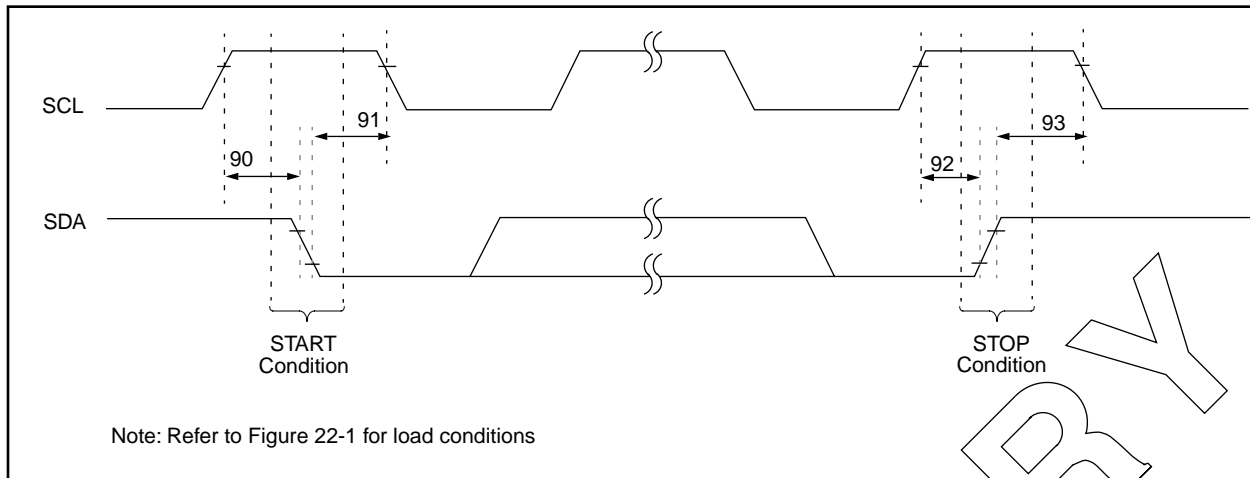 SCL
91
93
90
92
SDA
START
Condition
STOP
Condition
Note: Refer to Figure 22-1 for load conditions
R Y